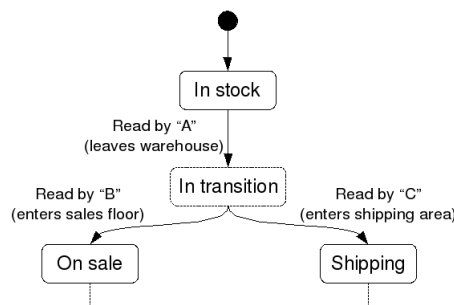 In stock
Read by “A”
(leaves warehouse)
In transition
Read by “B”
(enters sales floor)
Read by “C”
(enters shipping area)
On sale
Shipping